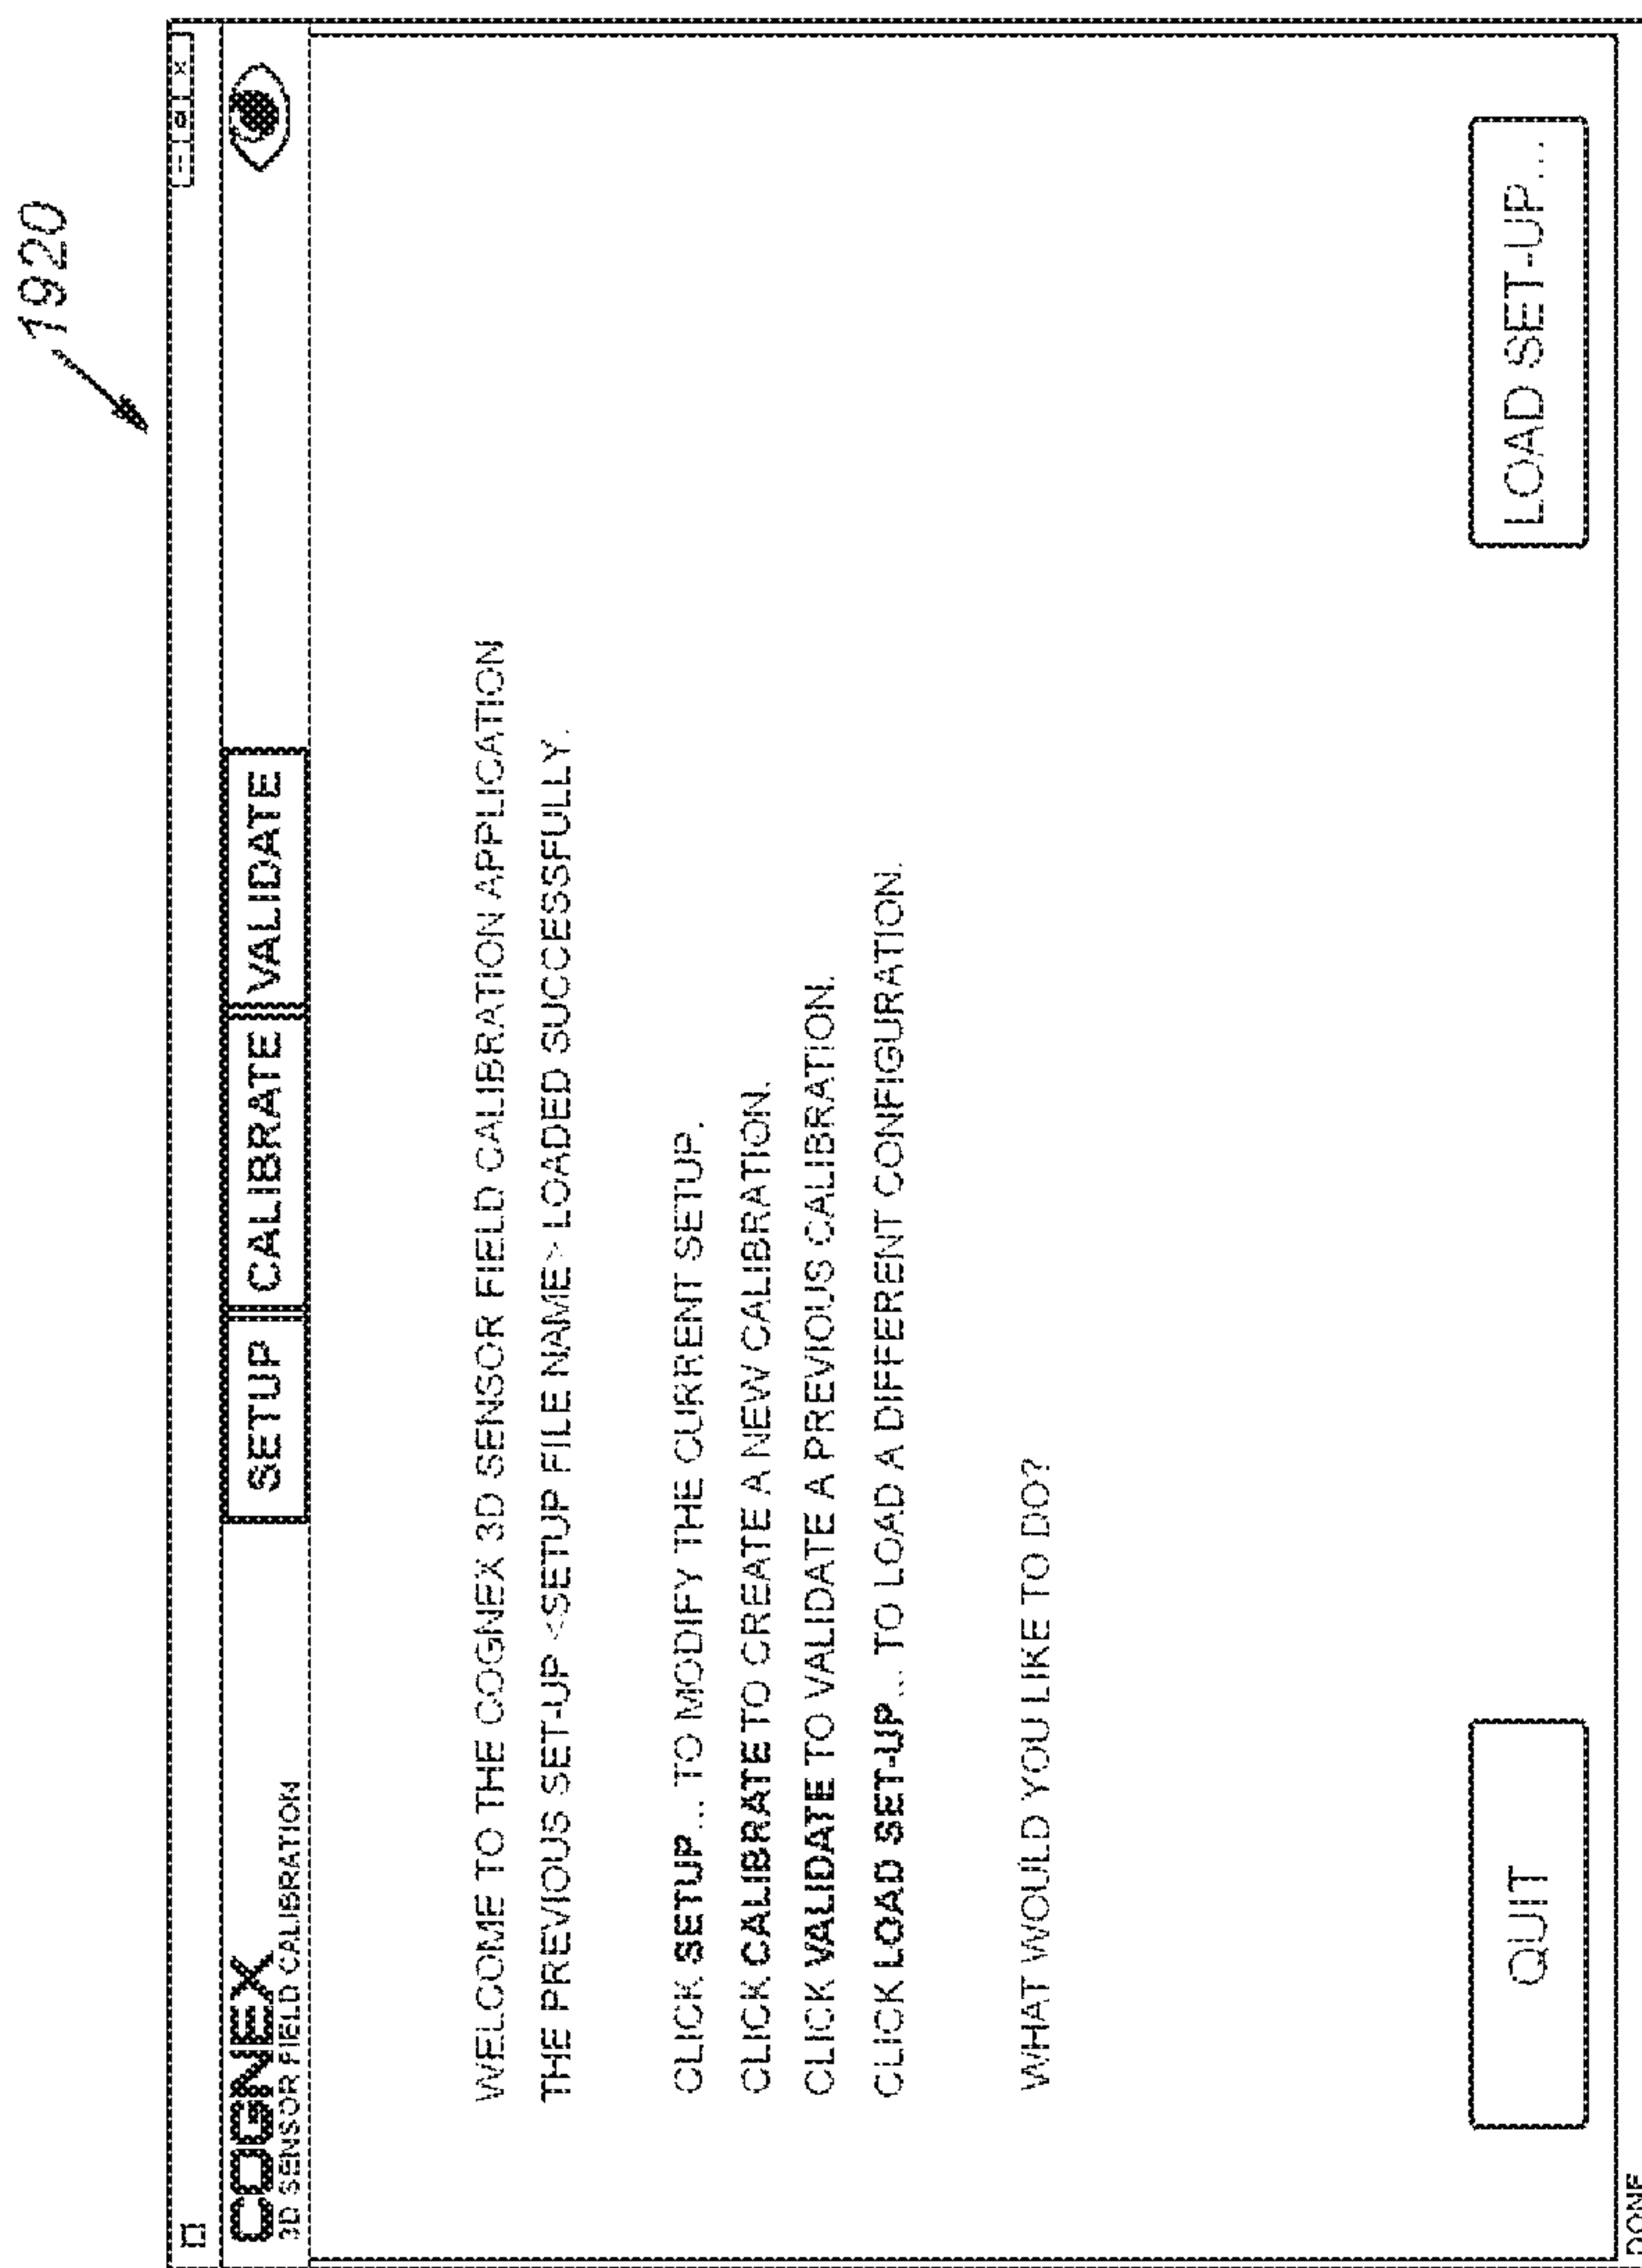 1920
COGNEX
3D SENSOR FIELD CALIBRATION
SETUP CALIBRATE VALIDATE
WELCOME TO THE COGNEX 3D SENSOR FIELD CALIBRATION APPLICATION
THE PREVIOUS SET-UP <SETUP FILE NAME> LOADED SUCCESSFULLY.
CLICK SETUP... TO MODIFY THE CURRENT SETUP.
CLICK CALIBRATE TO CREATE A NEW CALIBRATION.
CLICK VALIDATE TO VALIDATE A PREVIOUS CALIBRATION.
CLICK LOAD SET-UP... TO LOAD A DIFFERENT CONFIGURATION.
WHAT WOULD YOU LIKE TO DO?
QUIT LOAD SET-UP...
DONE